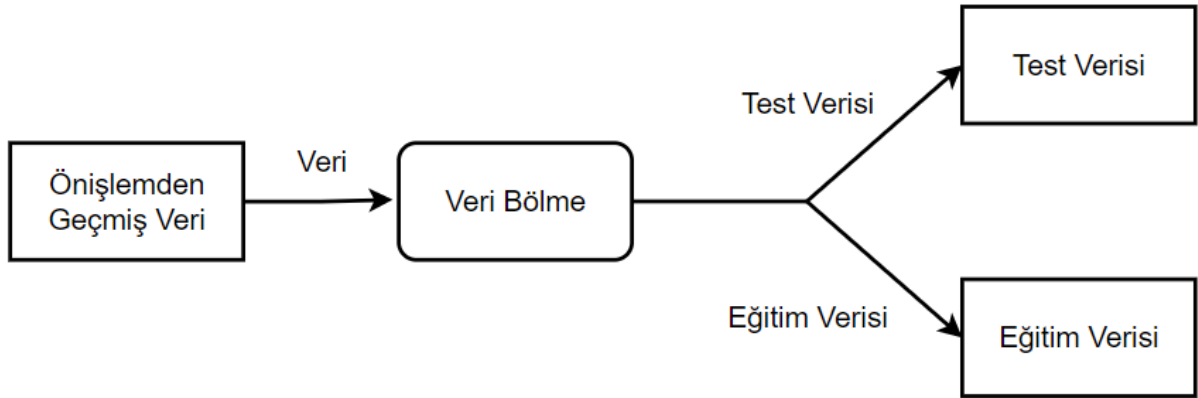 Önişlemden
Geçmiş Veri
Veri
Veri Bölme
Test Verisi
Test Verisi
Eğitim Verisi
Eğitim Verisi